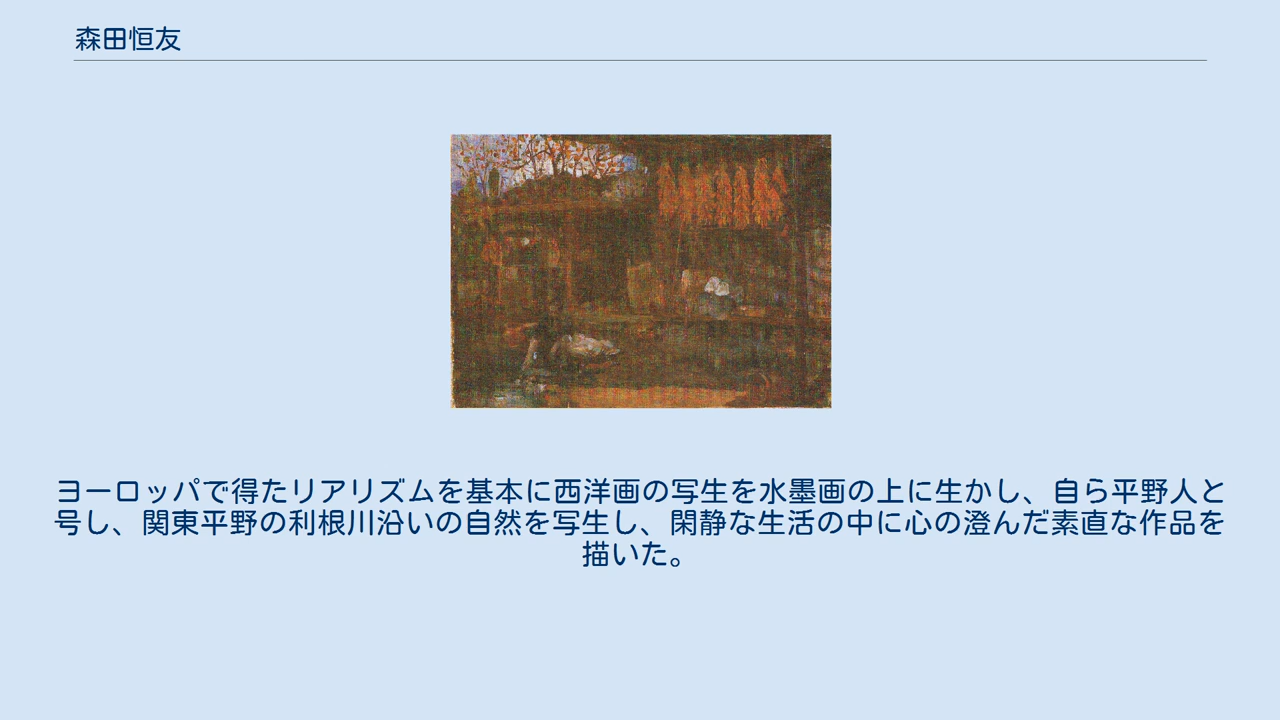 森田恒友
ヨーロッパで得たリアリズムを基本に西洋画の写生を水墨画の上に生かし、自ら平野人と
号し、関東平野の利根川沿いの自然を写生し、閑静な生活の中に心の澄んだ素直な作品を
描いた。